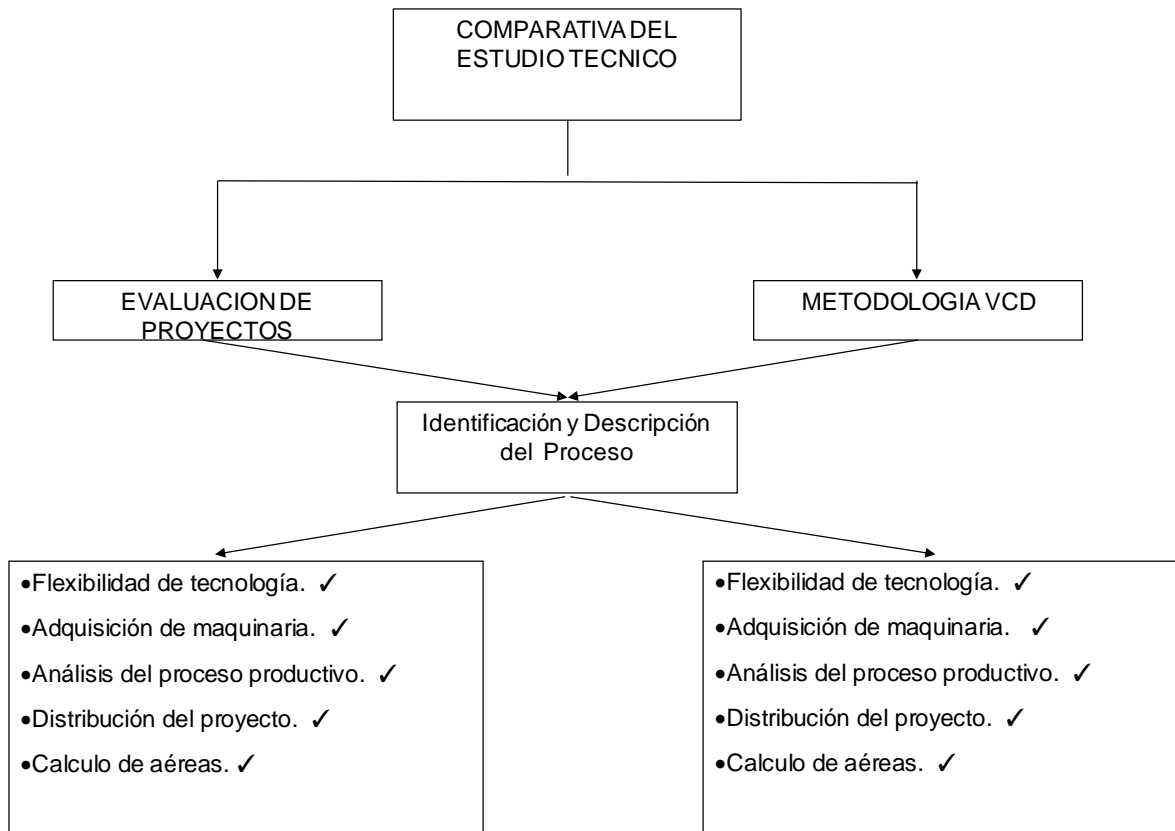 COMPARATIVA DEL
ESTUDIO TECNICO
EVALUACION DE
PROYECTOS
METODOLOGIA VCD
Identificación y Descripción
del Proceso
•Flexibilidad de tecnología. ✓
•Adquisición de maquinaria. ✓
•Análisis del proceso productivo. ✓
•Distribución del proyecto. ✓
•Calculo de aéreas. ✓
•Flexibilidad de tecnología. ✓
•Adquisición de maquinaria. ✓
•Análisis del proceso productivo. ✓
•Distribución del proyecto. ✓
•Calculo de aéreas. ✓